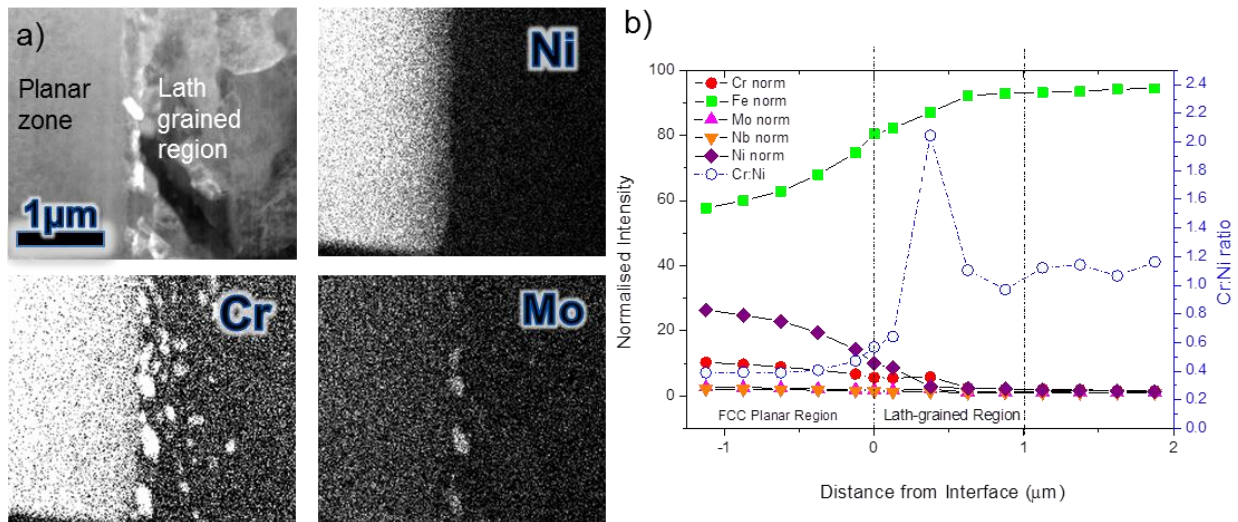 a)
Planar
zone
Lath
grained
region
1µm
Ni
Cr
Mo
b)
Cr norm
Fe norm
Mo norm
Nb norm
Ni norm
Cr:Ni
100
80
60
40
20
0
Normalised Intensity
2.4
2.2
2.0
1.8
1.6
1.4
1.2
1.0
0.8
0.6
0.4
0.2
0.0
Cr:Ni ratio
FCC Planar Region
Lath-grained Region
-1
0
1
2
Distance from Interface (µm)